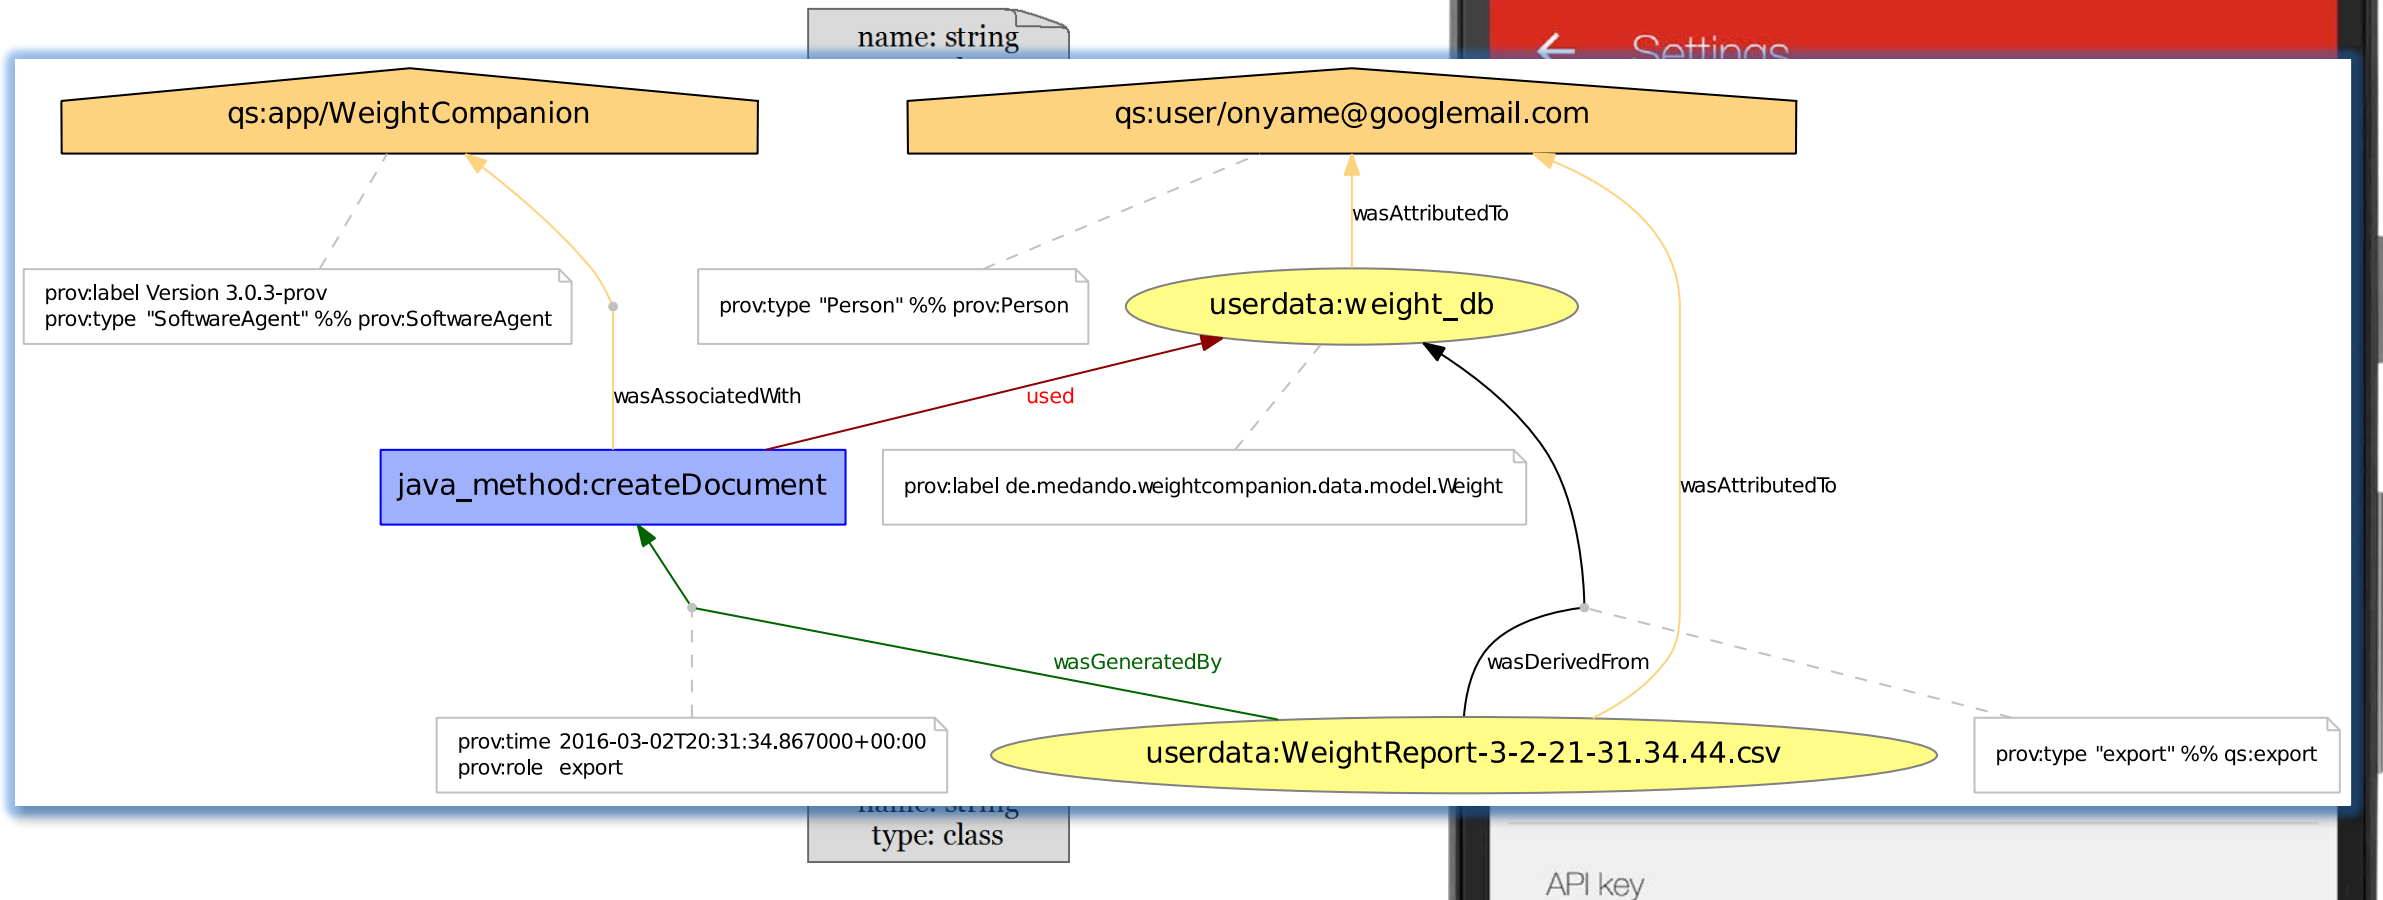 name: string
Settings
qs:app/WeightCompanion
qs:user/onyame@googlemail.com
wasAttributedTo
prov:label Version 3.0.3-prov
prov:type "SoftwareAgent" %% prov:SoftwareAgent
prov:type "Person" %% prov:Person
userdata:weight_db
wasAssociatedWith
used
java_method:createDocument
prov:label de.medando.weightcompanion.data.model.Weight
wasAttributedTo
wasGeneratedBy
wasDerivedFrom
prov:time 2016-03-02T20:31:34.867000+00:00
prov:role export
userdata:WeightReport-3-2-21-31.34.44.csv
prov:type "export" %% qs:export
name: string
type: class
API key